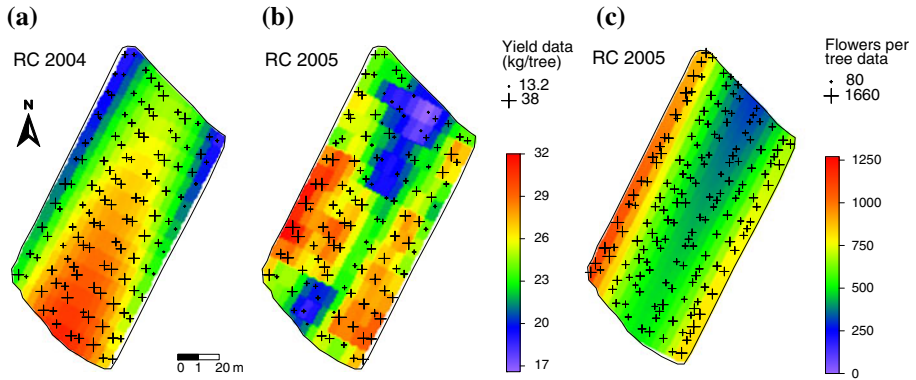 (a)
RC 2004
N
0 1 20 m
(b)
RC 2005
Yield data
(kg/tree)
13.2
38
32
29
26
23
20
17
(c)
RC 2005
Flowers per
tree data
80
1660
1250
1000
750
500
250
0